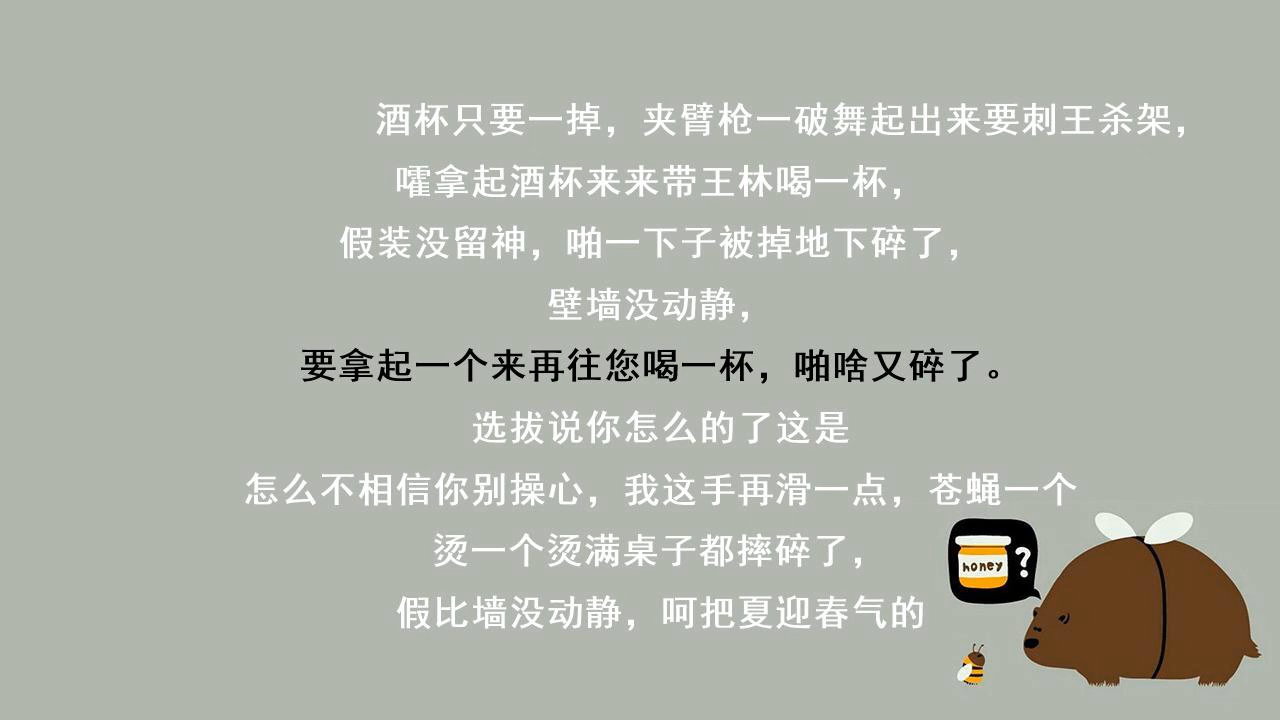 酒杯只要一掉，夹臂枪一破舞起出来要刺王杀架，
嚯拿起酒杯来来带王林喝一杯，
假装没留神，啪一下子被掉地下碎了，
壁墙没动静，
要拿起一个来再往您喝一杯，啪啥又碎了。
选拔说你怎么的了这是
怎么不相信你别操心，我这手再滑一点，苍蝇一个
烫一个烫满桌子都摔碎了，
假比墙没动静，呵把夏迎春气的
honey
?